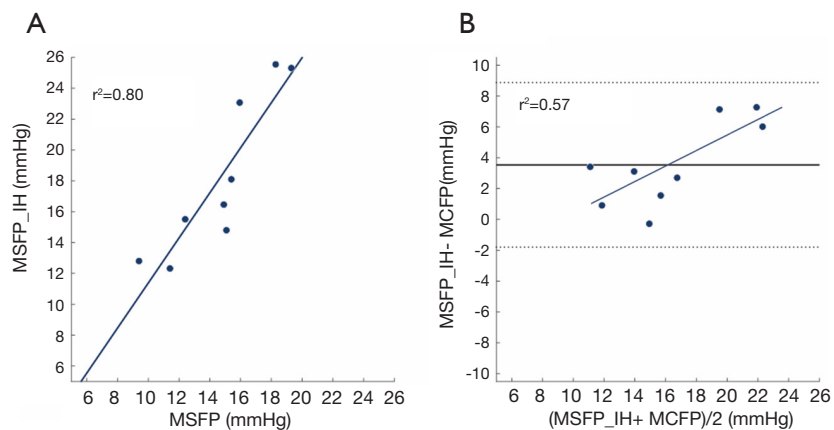 A
26
24
22
20
18
16
14
12
10
8
6
MSFP_IH (mmHg)
r²=0.80
6 8 10 12 14 16 18 20 22 24 26
MSFP (mmHg)
B
10
8
6
4
2
0
-2
-4
-6
-8
-10
MSFP_IH- MCFP(mmHg)
r²=0.57
6 8 10 12 14 16 18 20 22 24 26
(MSFP_IH+ MCFP)/2 (mmHg)